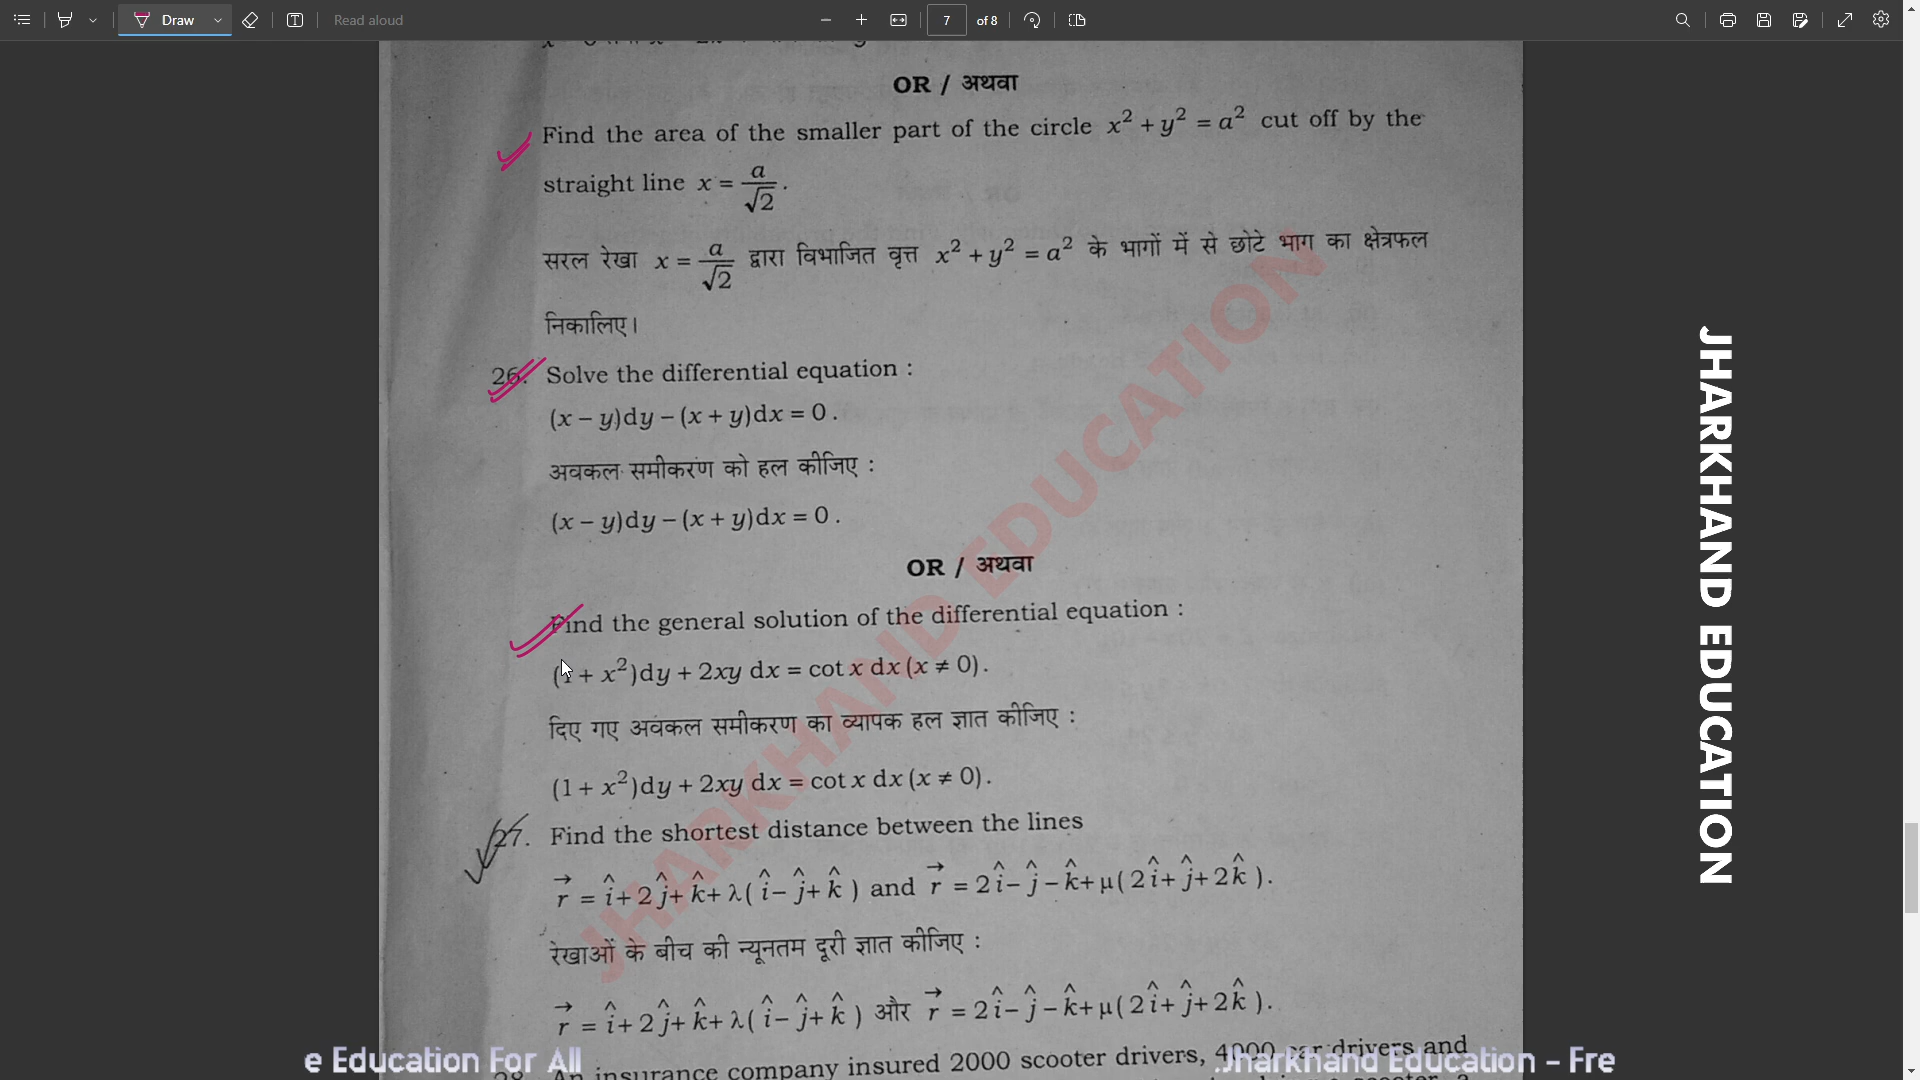 Draw
Read aloud
7 of 8
OR / अथवा
Find the area of the smaller part of the circle x² + y² = a² cut off by the
straight line x = a/√2.
सरल रेखा x = a/√2 द्वारा विभाजित वृत्त x² + y² = a² के भागों में से छोटे भाग का क्षेत्रफल
निकालिए।
26. Solve the differential equation :
(x – y)dy – (x + y)dx = 0.
अवकल समीकरण को हल कीजिए :
(x – y)dy – (x + y)dx = 0.
OR / अथवा
Find the general solution of the differential equation :
(1 + x²)dy + 2xy dx = cot x dx (x ≠ 0).
दिए गए अवकल समीकरण का व्यापक हल ज्ञात कीजिए :
(1 + x²)dy + 2xy dx = cot x dx (x ≠ 0).
27. Find the shortest distance between the lines
r⃗ = î + 2ĵ + k̂ + λ( î – ĵ + k̂ ) and r⃗ = 2î – ĵ – k̂ + μ( 2î + ĵ + 2k̂ ).
रेखाओं के बीच की न्यूनतम दूरी ज्ञात कीजिए :
r⃗ = î + 2ĵ + k̂ + λ( î – ĵ + k̂ ) और r⃗ = 2î – ĵ – k̂ + μ( 2î + ĵ + 2k̂ ).
28. An insurance company insured 2000 scooter drivers, 4000 car drivers and
JHARKHAND EDUCATION
JHARKHAND EDUCATION
e Education For All
Jharkhand Education - Fre